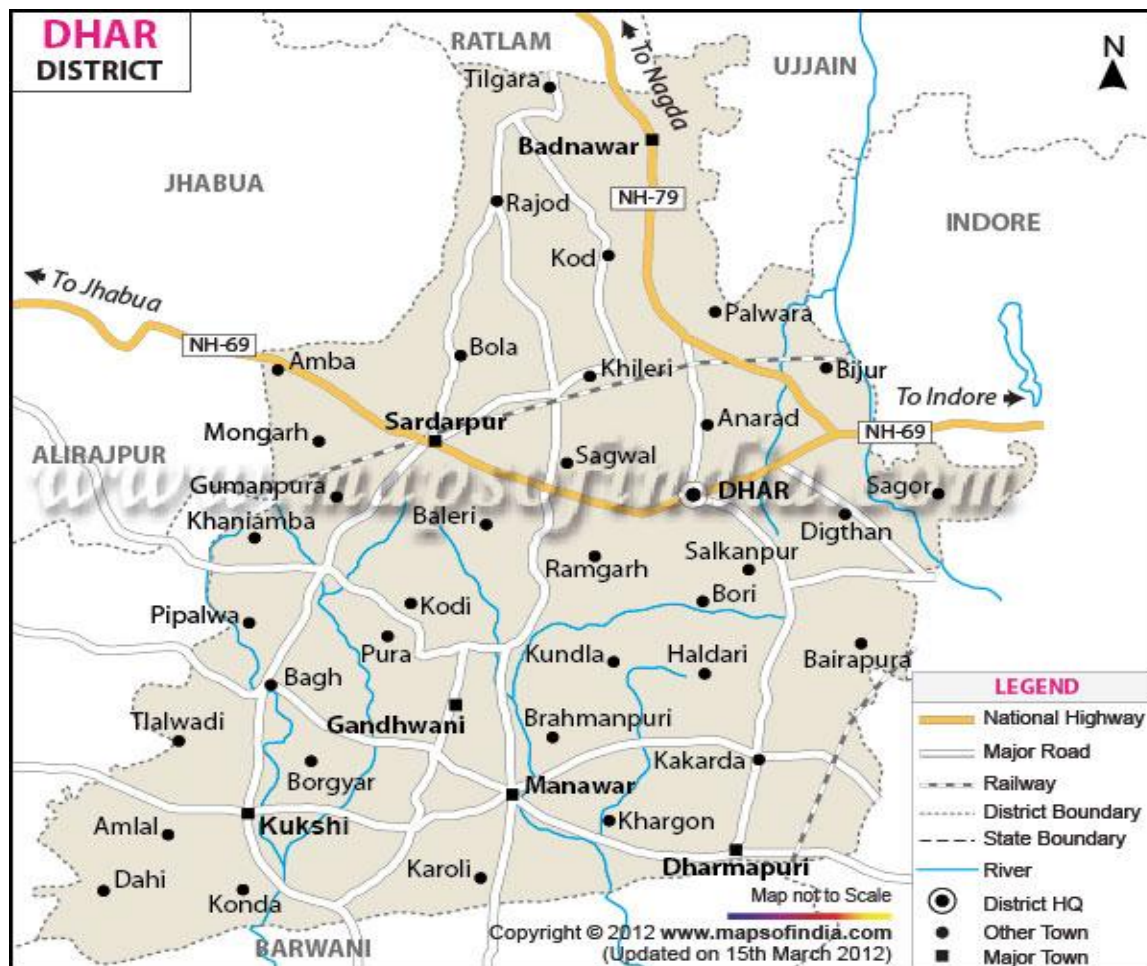 DHAR
DISTRICT
RATLAM
UJJAIN
N
To Nagda
Tilgara
Badnawar
JHABUA
Rajod
NH-79
INDORE
Kod
To Jhabua
Palwara
NH-69
Amba
Bola
Khileri
Bijur
To Indore
Sardarpur
Anarad
Mongarh
NH-69
ALIRAJPUR
Sagwal
www.mapsofindia.com
Gumanpura
DHAR
Sagor
Khaniamba
Baleri
Digthan
Ramgarh
Salkanpur
Kodi
Bori
Pipalwa
Pura
Kundla
Haldari
Bairapura
Bagh
LEGEND
Gandhwani
Brahmanpuri
National Highway
Tlalwadi
Major Road
Borgyar
Kakarda
Railway
Manawar
District Boundary
Amlal
Kukshi
Khargon
State Boundary
Dharmapuri
River
Dahi
Karoli
Konda
Map not to Scale
District HQ
Copyright © 2012 www.mapsofindia.com
Other Town
BARWANI
(Updated on 15th March 2012)
Major Town